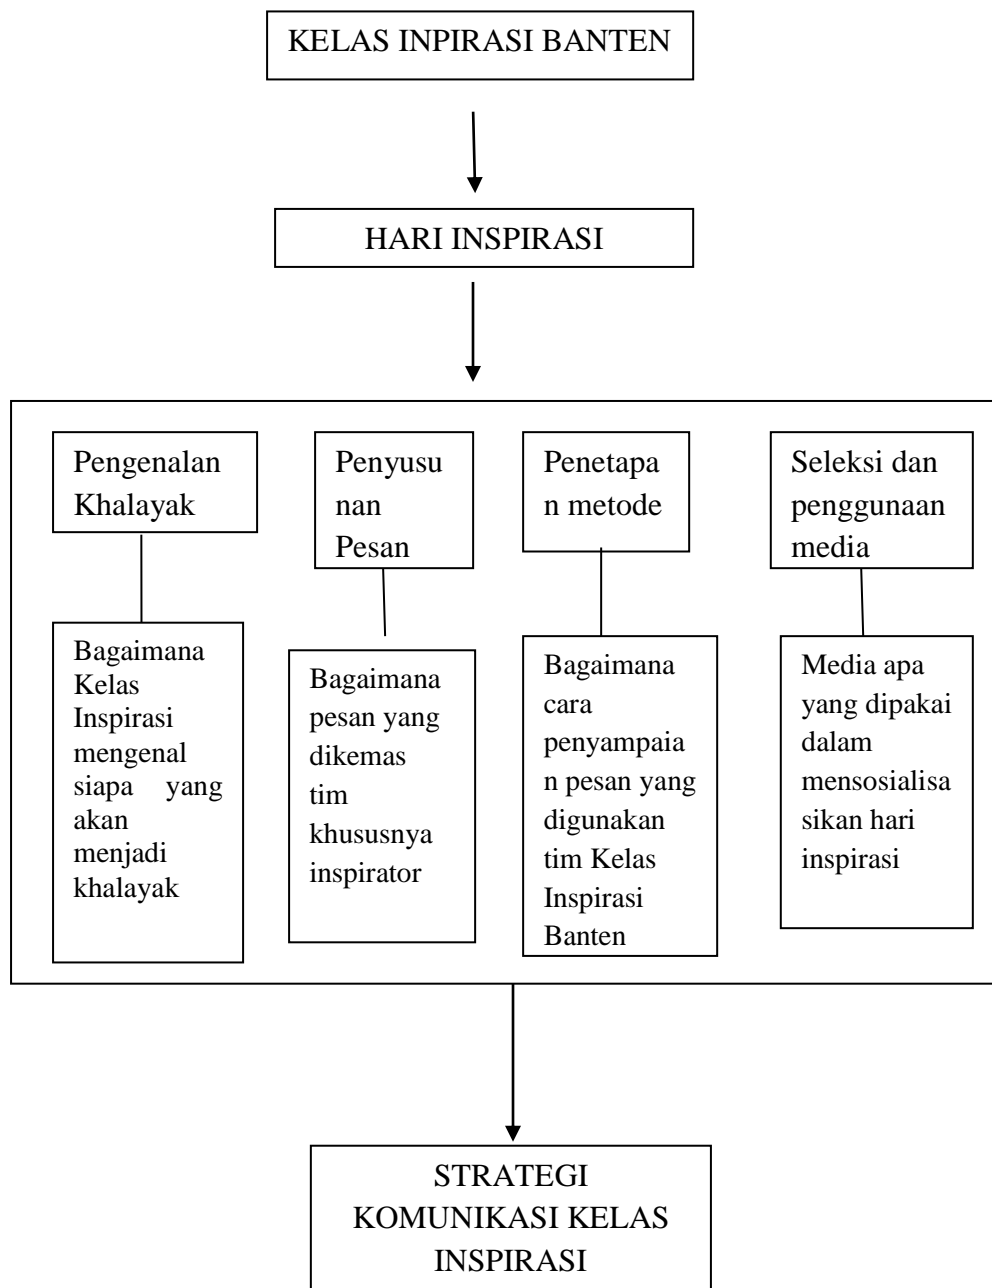 KELAS INPIRASI BANTEN
HARI INSPIRASI
Pengenalan
Khalayak
Penyusu
nan
Pesan
Penetapa
n metode
Seleksi dan
penggunaan
media
Bagaimana
Kelas
Inspirasi
mengenal
siapa yang
akan
menjadi
khalayak
Bagaimana
pesan yang
dikemas
tim
khususnya
inspirator
Bagaimana
cara
penyampaia
n pesan yang
digunakan
tim Kelas
Inspirasi
Banten
Media apa
yang dipakai
dalam
mensosialisa
sikan hari
inspirasi
STRATEGI
KOMUNIKASI KELAS
INSPIRASI